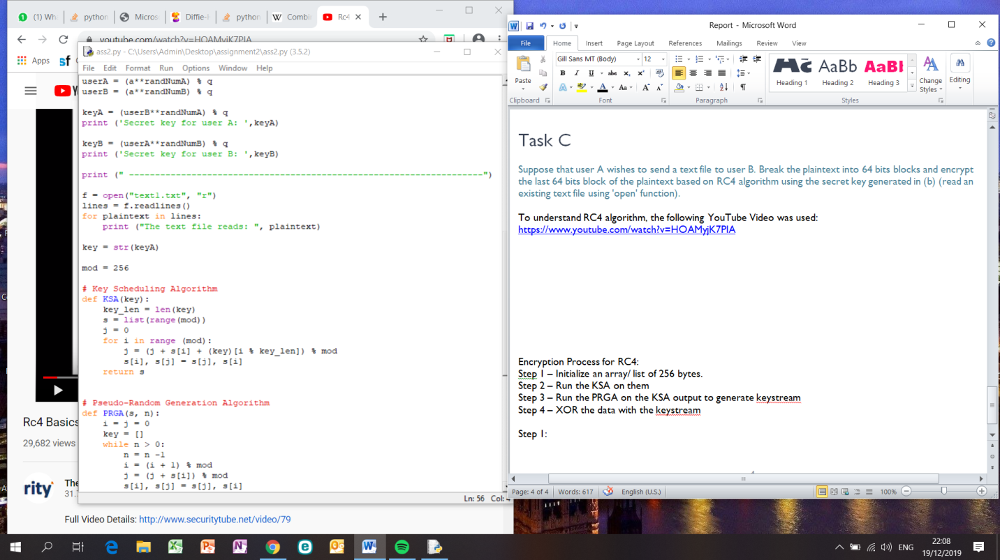 (1) Wh
python
Micros
Diffie-H
python
Combi
Rc4
youtube.com/watch?v=HOAMyjK7PIA
Apps
sf
ass2.py - C:\Users\Admin\Desktop\assignment2\ass2.py (3.5.2)
File Edit Format Run Options Window Help
userA = (a**randNumA) % q
userB = (a**randNumB) % q
keyA = (userB**randNumA) % q
print ('Secret key for user A: ',keyA)
keyB = (userA**randNumB) % q
print ('Secret key for user B: ',keyB)
print (" --------------------------------------------------------------------")
f = open("text1.txt", "r")
lines = f.readlines()
for plaintext in lines:
print ("The text file reads: ", plaintext)
key = str(keyA)
mod = 256
# Key Scheduling Algorithm
def KSA(key):
key_len = len(key)
s = list(range(mod))
j = 0
for i in range (mod):
j = (j + s[i] + (key)[i % key_len]) % mod
s[i], s[j] = s[j], s[i]
return s
# Pseudo-Random Generation Algorithm
def PRGA(s, n):
i = j = 0
key = []
while n > 0:
n = n -1
i = (i + 1) % mod
j = (j + s[i]) % mod
s[i], s[j] = s[j], s[i]
Ln: 56 Col: 4
Rc4 Basics
29,682 views
rity
The
31.
Full Video Details: http://www.securitytube.net/video/79
Report - Microsoft Word
File Home Insert Page Layout References Mailings Review View
Paste
Clipboard
Gill Sans MT (Body) 12
Font
Paragraph
AaBb AaBb
Heading 1 Heading 2 Heading 3
Styles
Change Styles
Editing
Task C
Suppose that user A wishes to send a text file to user B. Break the plaintext into 64 bits blocks and encrypt
the last 64 bits block of the plaintext based on RC4 algorithm using the secret key generated in (b) (read an
existing text file using 'open' function).
To understand RC4 algorithm, the following YouTube Video was used:
https://www.youtube.com/watch?v=HOAMyjK7PIA
Encryption Process for RC4:
Step 1 – Initialize an array/ list of 256 bytes.
Step 2 – Run the KSA on them
Step 3 – Run the PRGA on the KSA output to generate keystream
Step 4 – XOR the data with the keystream
Step 1:
Page: 4 of 4 Words: 617 English (U.S.) 100%
ENG
22:08
19/12/2019